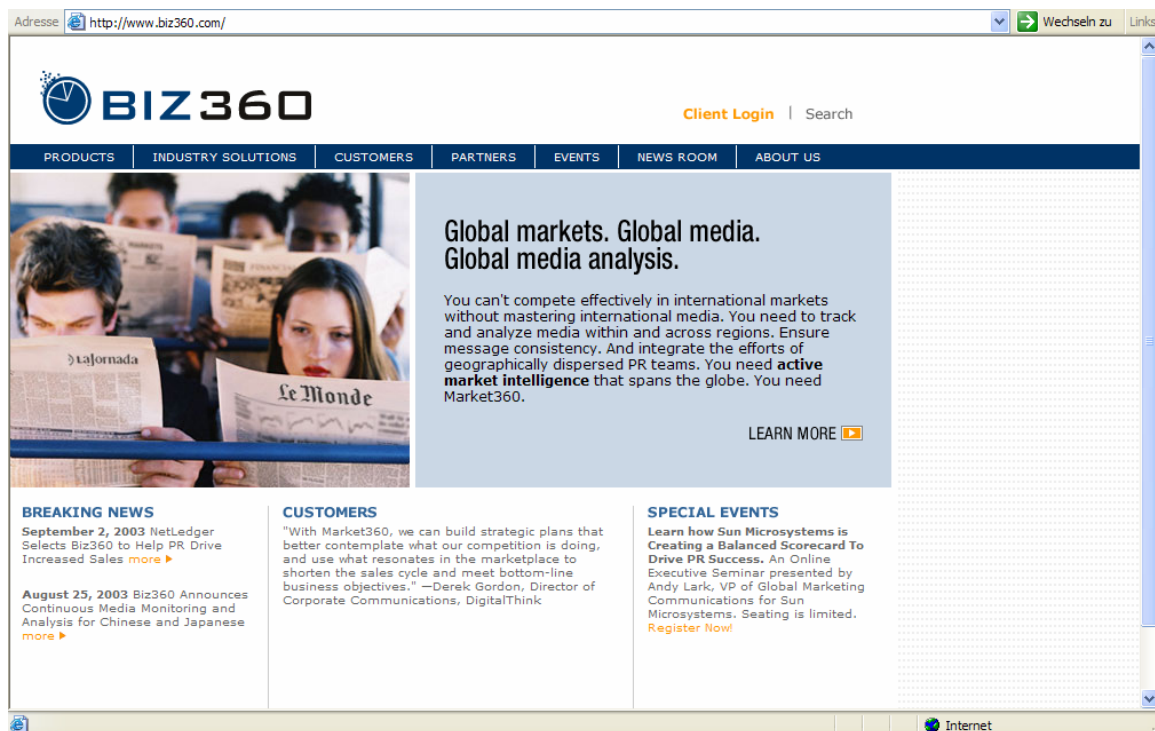 Adresse http://www.biz360.com/ Wechseln zu Links
BIZ360
Client Login | Search
PRODUCTS INDUSTRY SOLUTIONS CUSTOMERS PARTNERS EVENTS NEWS ROOM ABOUT US
MARKETS
FINANCIAL
LaJornada
Le Monde
Global markets. Global media.
Global media analysis.
You can't compete effectively in international markets
without mastering international media. You need to track
and analyze media within and across regions. Ensure
message consistency. And integrate the efforts of
geographically dispersed PR teams. You need active
market intelligence that spans the globe. You need
Market360.
LEARN MORE
BREAKING NEWS
September 2, 2003 NetLedger
Selects Biz360 to Help PR Drive
Increased Sales more
August 25, 2003 Biz360 Announces
Continuous Media Monitoring and
Analysis for Chinese and Japanese
more
CUSTOMERS
"With Market360, we can build strategic plans that
better contemplate what our competition is doing,
and use what resonates in the marketplace to
shorten the sales cycle and meet bottom-line
business objectives." —Derek Gordon, Director of
Corporate Communications, DigitalThink
SPECIAL EVENTS
Learn how Sun Microsystems is
Creating a Balanced Scorecard To
Drive PR Success. An Online
Executive Seminar presented by
Andy Lark, VP of Global Marketing
Communications for Sun
Microsystems. Seating is limited.
Register Now!
Internet